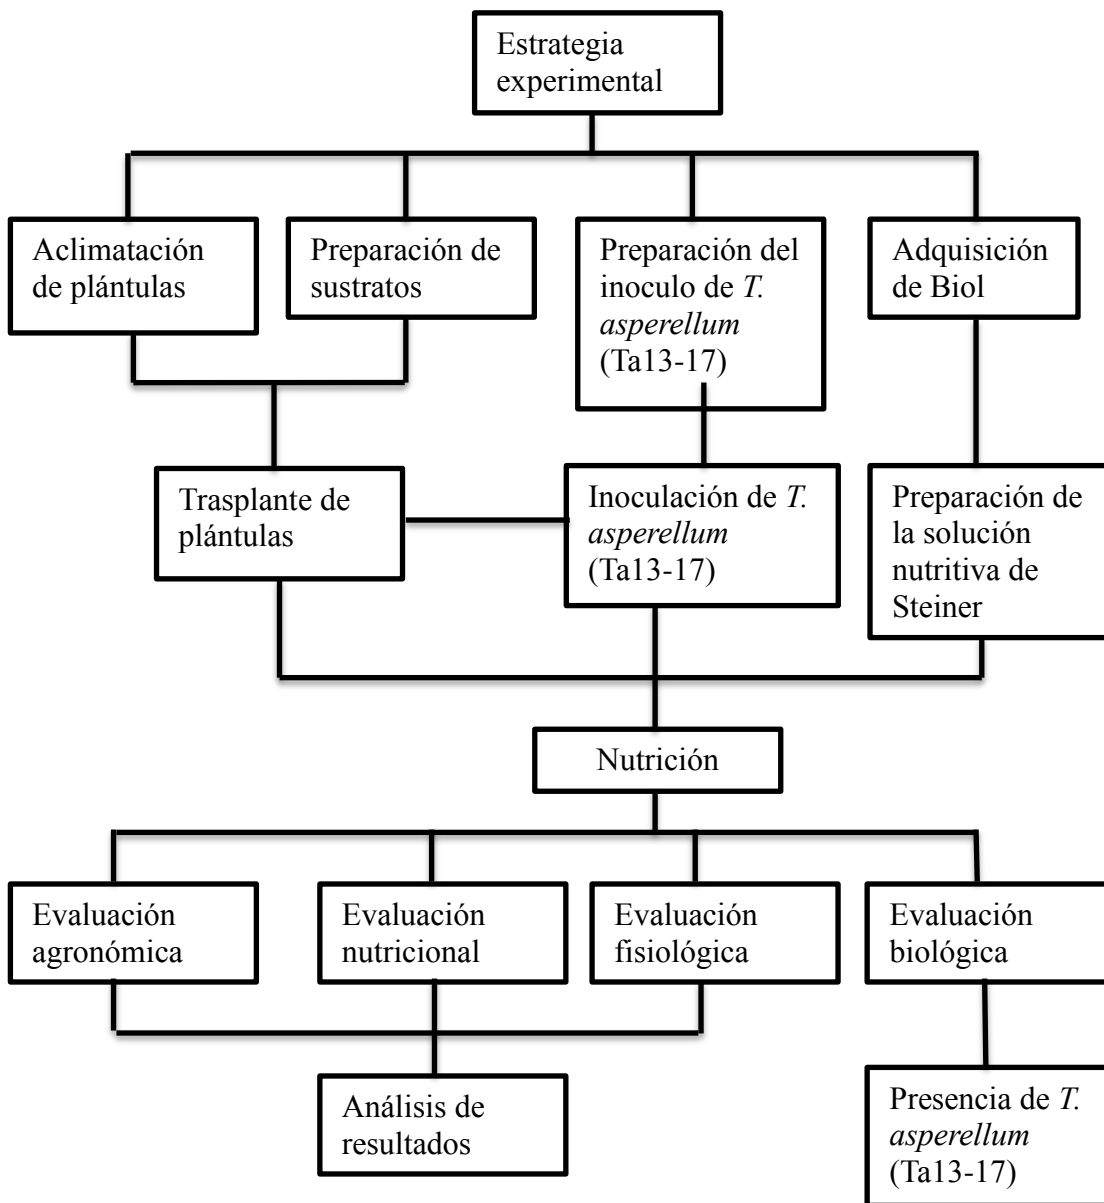 Estrategia
experimental
Aclimatación
de plántulas
Preparación de
sustratos
Preparación del
inoculo de T.
asperellum
(Ta13-17)
Adquisición
de Biol
Trasplante de
plántulas
Inoculación de T.
asperellum
(Ta13-17)
Preparación de
la solución
nutritiva de
Steiner
Nutrición
Evaluación
agronómica
Evaluación
nutricional
Evaluación
fisiológica
Evaluación
biológica
Análisis de
resultados
Presencia de T.
asperellum
(Ta13-17)